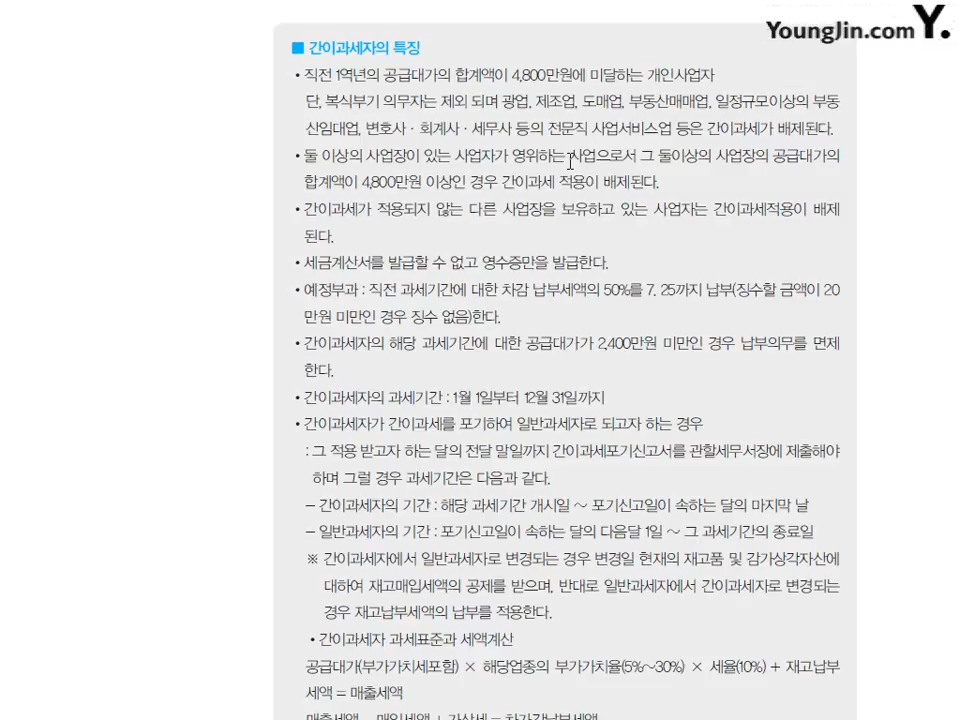 YoungJin.com Y.
■ 간이과세자의 특징
• 직전 1역년의 공급대가의 합계액이 4,800만원에 미달하는 개인사업자
단, 복식부기 의무자는 제외 되며 광업, 제조업, 도매업, 부동산매매업, 일정규모이상의 부동
산임대업, 변호사 · 회계사 · 세무사 등의 전문직 사업서비스업 등은 간이과세가 배제된다.
• 둘 이상의 사업장이 있는 사업자가 영위하는 사업으로서 그 둘이상의 사업장의 공급대가의
합계액이 4,800만원 이상인 경우 간이과세 적용이 배제된다.
• 간이과세가 적용되지 않는 다른 사업장을 보유하고 있는 사업자는 간이과세적용이 배제
된다.
• 세금계산서를 발급할 수 없고 영수증만을 발급한다.
• 예정부과 : 직전 과세기간에 대한 차감 납부세액의 50%를 7. 25까지 납부(징수할 금액이 20
만원 미만인 경우 징수 없음)한다.
• 간이과세자의 해당 과세기간에 대한 공급대가가 2,400만원 미만인 경우 납부의무를 면제
한다.
• 간이과세자의 과세기간 : 1월 1일부터 12월 31일까지
• 간이과세자가 간이과세를 포기하여 일반과세자로 되고자 하는 경우
: 그 적용 받고자 하는 달의 전달 말일까지 간이과세포기신고서를 관할세무서장에 제출해야
하며 그럴 경우 과세기간은 다음과 같다.
– 간이과세자의 기간 : 해당 과세기간 개시일 ~ 포기신고일이 속하는 달의 마지막 날
– 일반과세자의 기간 : 포기신고일이 속하는 달의 다음달 1일 ~ 그 과세기간의 종료일
※ 간이과세자에서 일반과세자로 변경되는 경우 변경일 현재의 재고품 및 감가상각자산에
대하여 재고매입세액의 공제를 받으며, 반대로 일반과세자에서 간이과세자로 변경되는
경우 재고납부세액의 납부를 적용한다.
• 간이과세자 과세표준과 세액계산
공급대가(부가가치세포함) × 해당업종의 부가가치율(5%~30%) × 세율(10%) + 재고납부
세액 = 매출세액
매출세액 – 매입세액 + 가산세 = 차가감납부세액